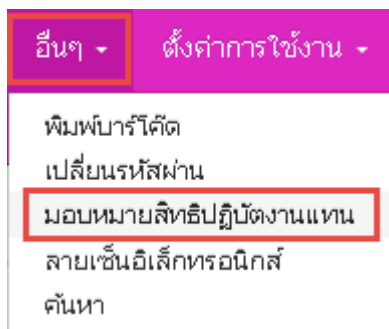 อื่นๆ ตั้งค่าการใช้งาน
พิมพ์บาร์โค๊ด
เปลี่ยนรหัสผ่าน
มอบหมายสิทธิปฏิบัตงานแทน
ลายเซ็นอิเล็กทรอนิกส์
ค้นหา